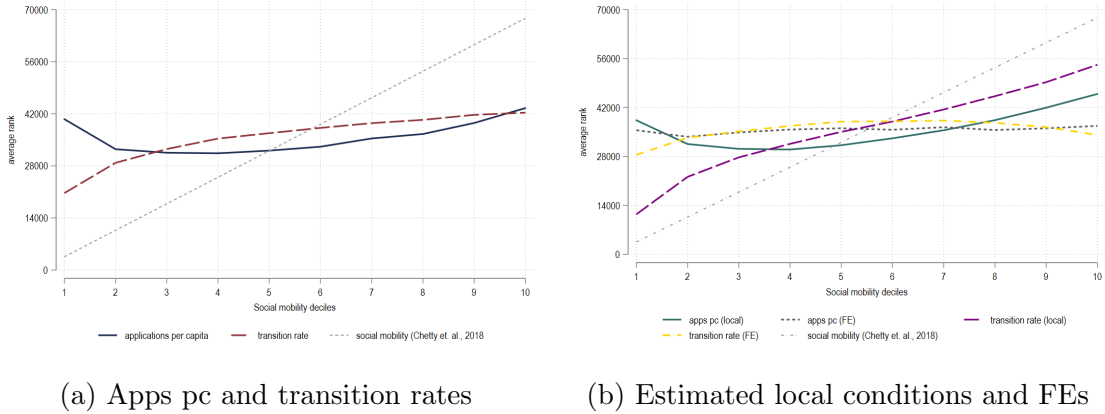 70000
56000
42000
28000
14000
0
average rank
1 2 3 4 5 6 7 8 9 10
Social mobility deciles
applications per capita transition rate social mobility (Chetty et. al., 2018
(a) Apps pc and transition rates
70000
56000
42000
28000
14000
0
average rank
1 2 3 4 5 6 7 8 9 10
Social mobility deciles
apps pc (local) apps pc (FE) transition rate (local)
transition rate (FE) social mobility (Chetty et. al., 2018)
(b) Estimated local conditions and FEs